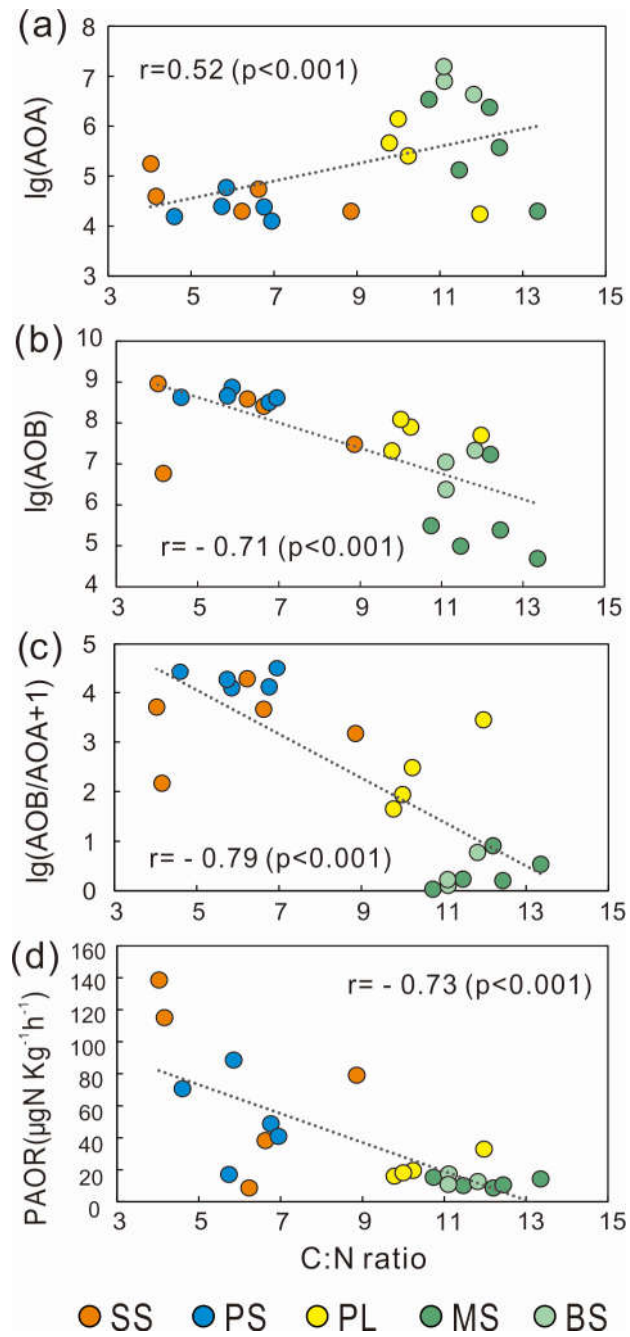 (a)
8
7
6
5
4
3
lg(AOA)
r=0.52 (p<0.001)
3 5 7 9 11 13 15
(b)
10
9
8
7
6
5
4
lg(AOB)
r= - 0.71 (p<0.001)
3 5 7 9 11 13 15
(c)
5
4
3
2
1
0
lg(AOB/AOA+1)
r= - 0.79 (p<0.001)
3 5 7 9 11 13 15
(d)
160
140
120
100
80
60
40
20
0
PAOR(μgN Kg⁻¹h⁻¹)
r= - 0.73 (p<0.001)
3 5 7 9 11 13 15
C:N ratio
SS PS PL MS BS